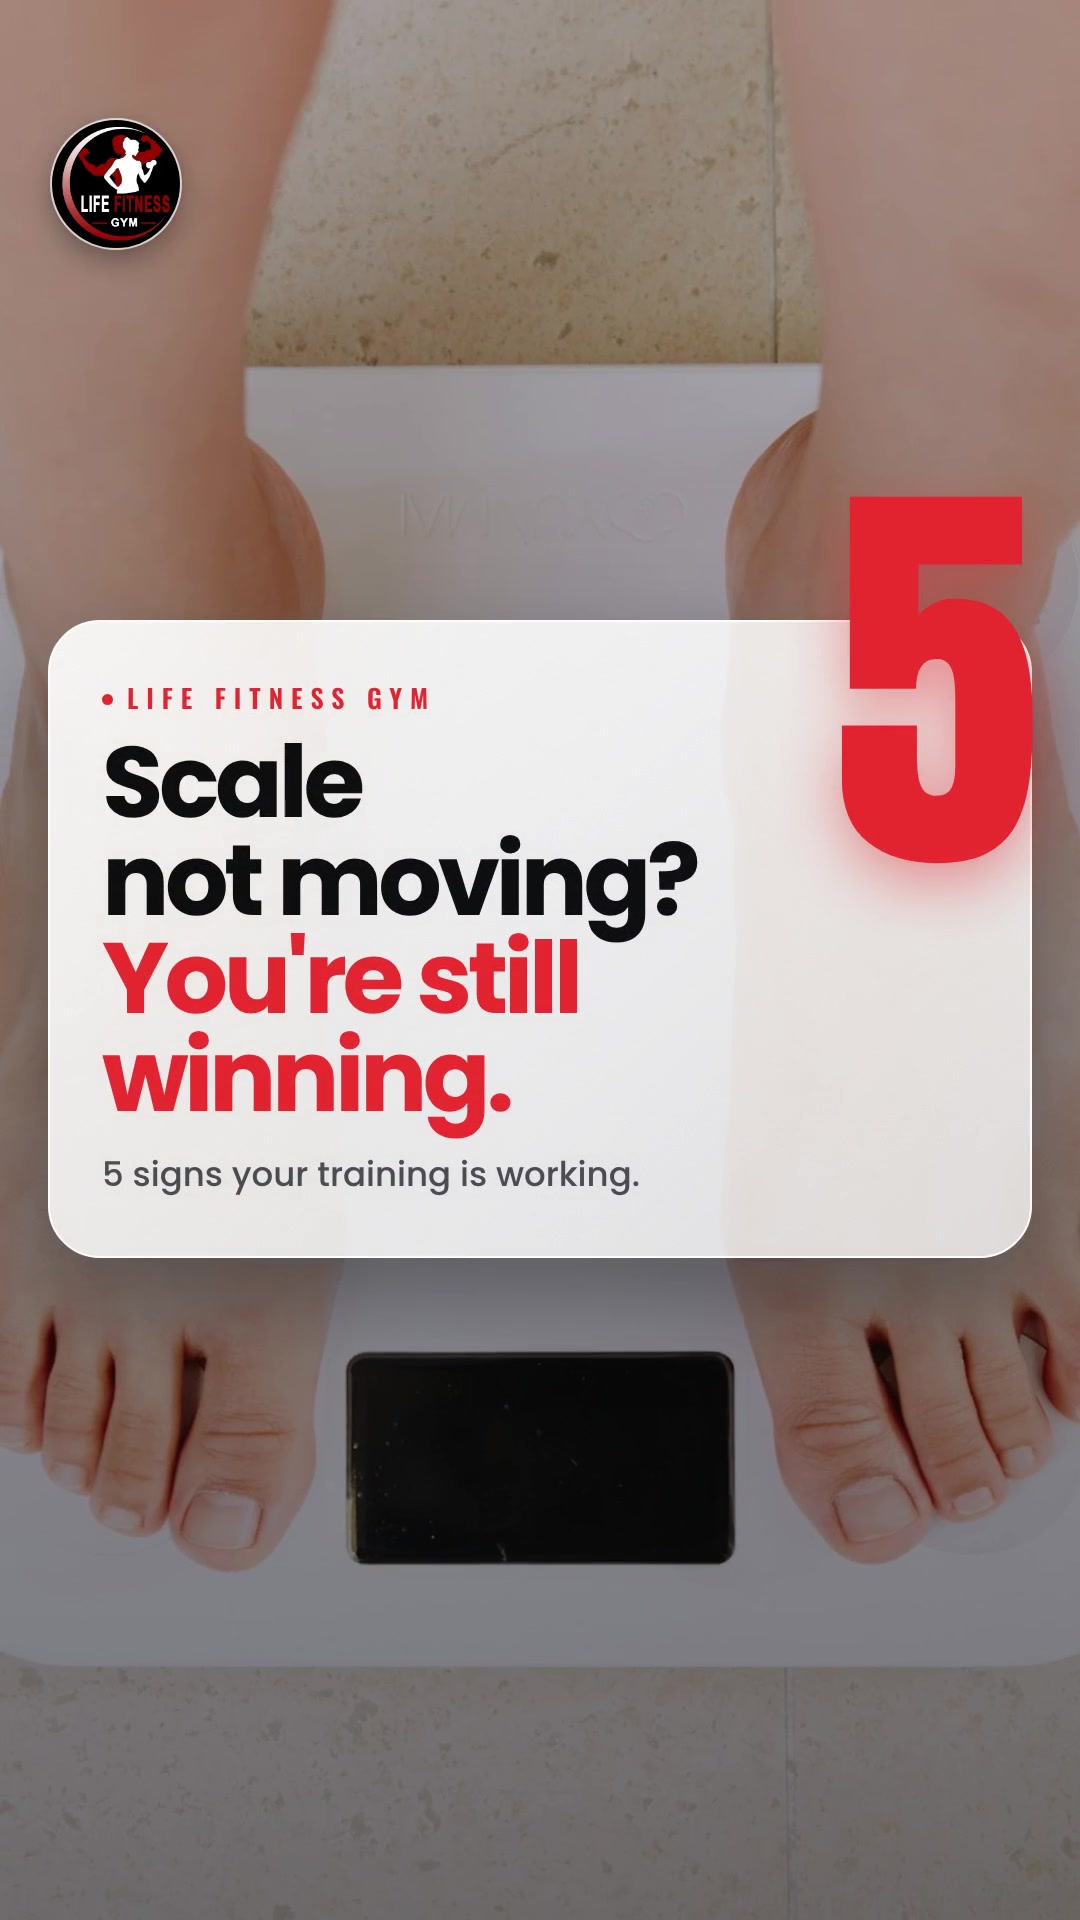 LIFE FITNESS
GYM
5
• LIFE FITNESS GYM
Scale
not moving?
You're still
winning.
5 signs your training is working.